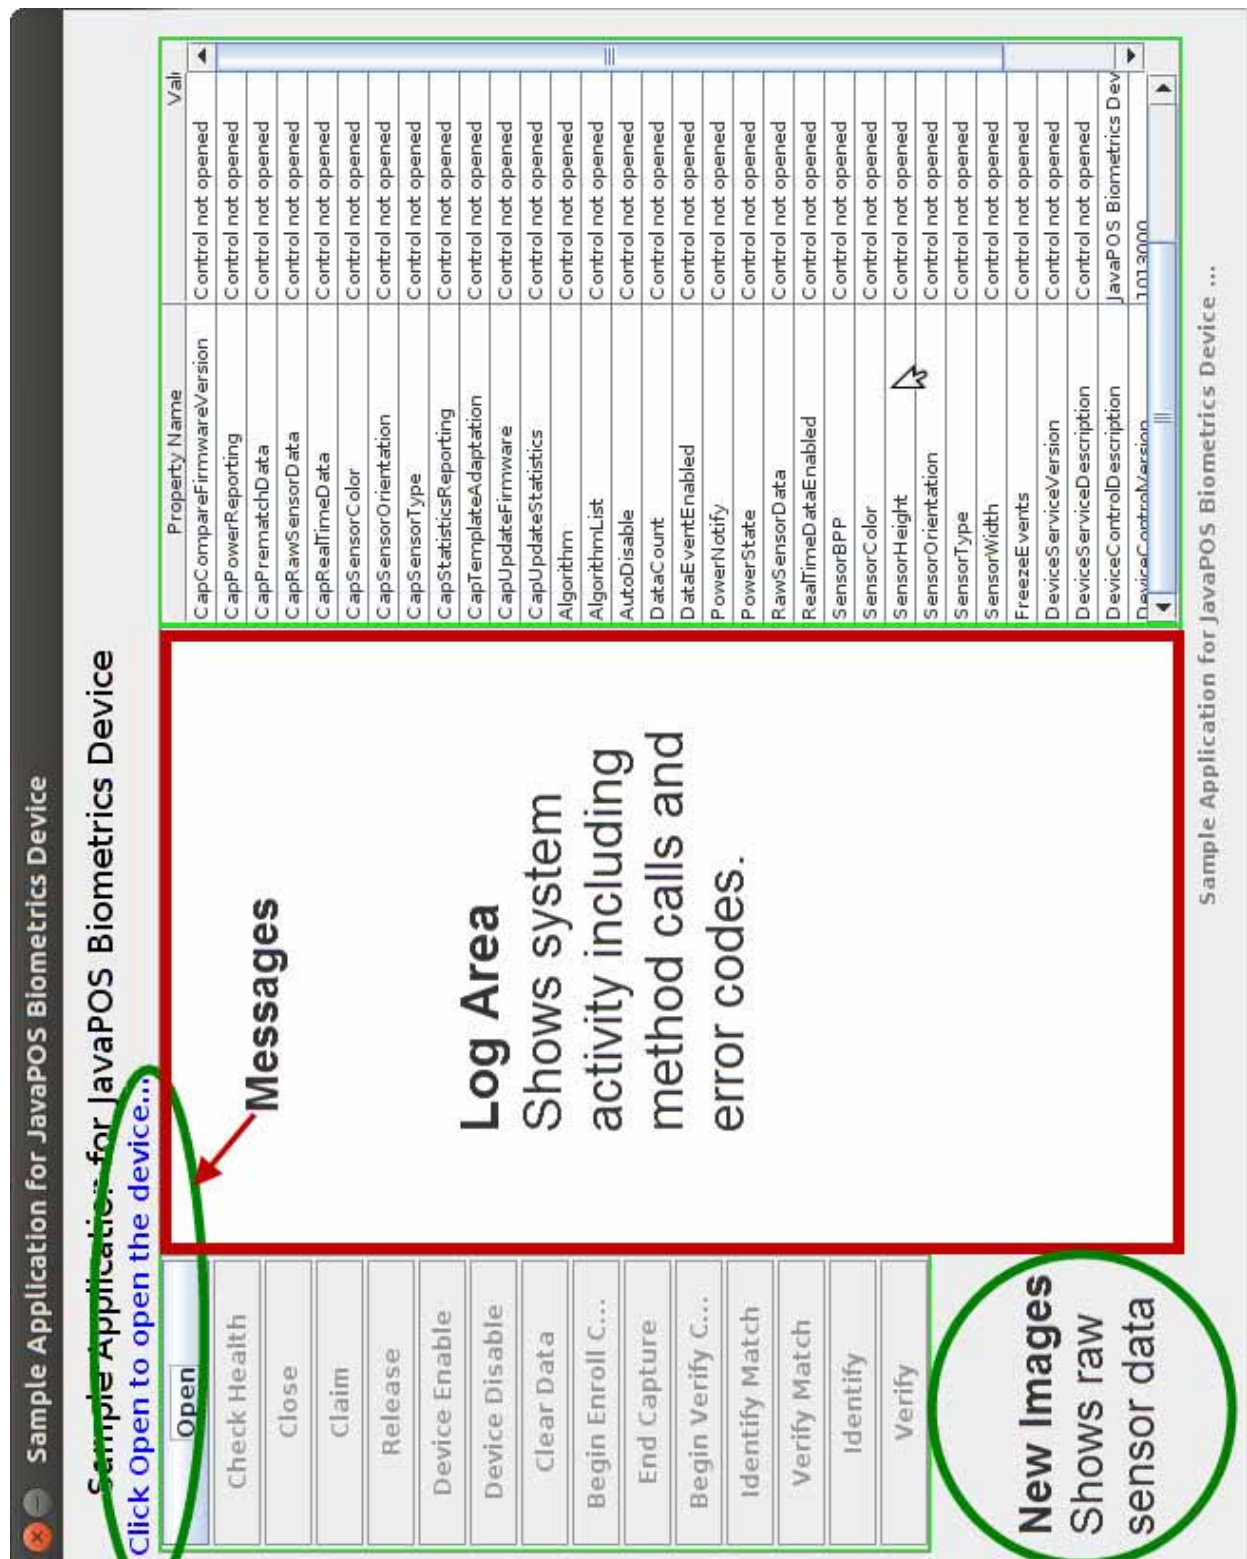 Sample Application for JavaPOS Biometrics Device
Sample Application for JavaPOS Biometrics Device
Click Open to open the device...
Open
Check Health
Close
Claim
Release
Device Enable
Device Disable
Clear Data
Begin Enroll C...
End Capture
Begin Verify C...
Identify Match
Verify Match
Identify
Verify
New Images
Shows raw
sensor data
Messages
Log Area
Shows system
activity including
method calls and
error codes.
Property Name Val
CapCompareFirmwareVersion Control not opened
CapPowerReporting Control not opened
CapPrematchData Control not opened
CapRawSensorData Control not opened
CapRealTimeData Control not opened
CapSensorColor Control not opened
CapSensorOrientation Control not opened
CapSensorType Control not opened
CapStatisticsReporting Control not opened
CapTemplateAdaptation Control not opened
CapUpdateFirmware Control not opened
CapUpdateStatistics Control not opened
Algorithm Control not opened
AlgorithmList Control not opened
AutoDisable Control not opened
DataCount Control not opened
DataEventEnabled Control not opened
PowerNotify Control not opened
PowerState Control not opened
RawSensorData Control not opened
RealTimeDataEnabled Control not opened
SensorBPP Control not opened
SensorColor Control not opened
SensorHeight Control not opened
SensorOrientation Control not opened
SensorType Control not opened
SensorWidth Control not opened
FreezeEvents Control not opened
DeviceServiceVersion Control not opened
DeviceServiceDescription Control not opened
DeviceControlDescription JavaPOS Biometrics Dev
DeviceControlVersion 1013000
Sample Application for JavaPOS Biometrics Device ...